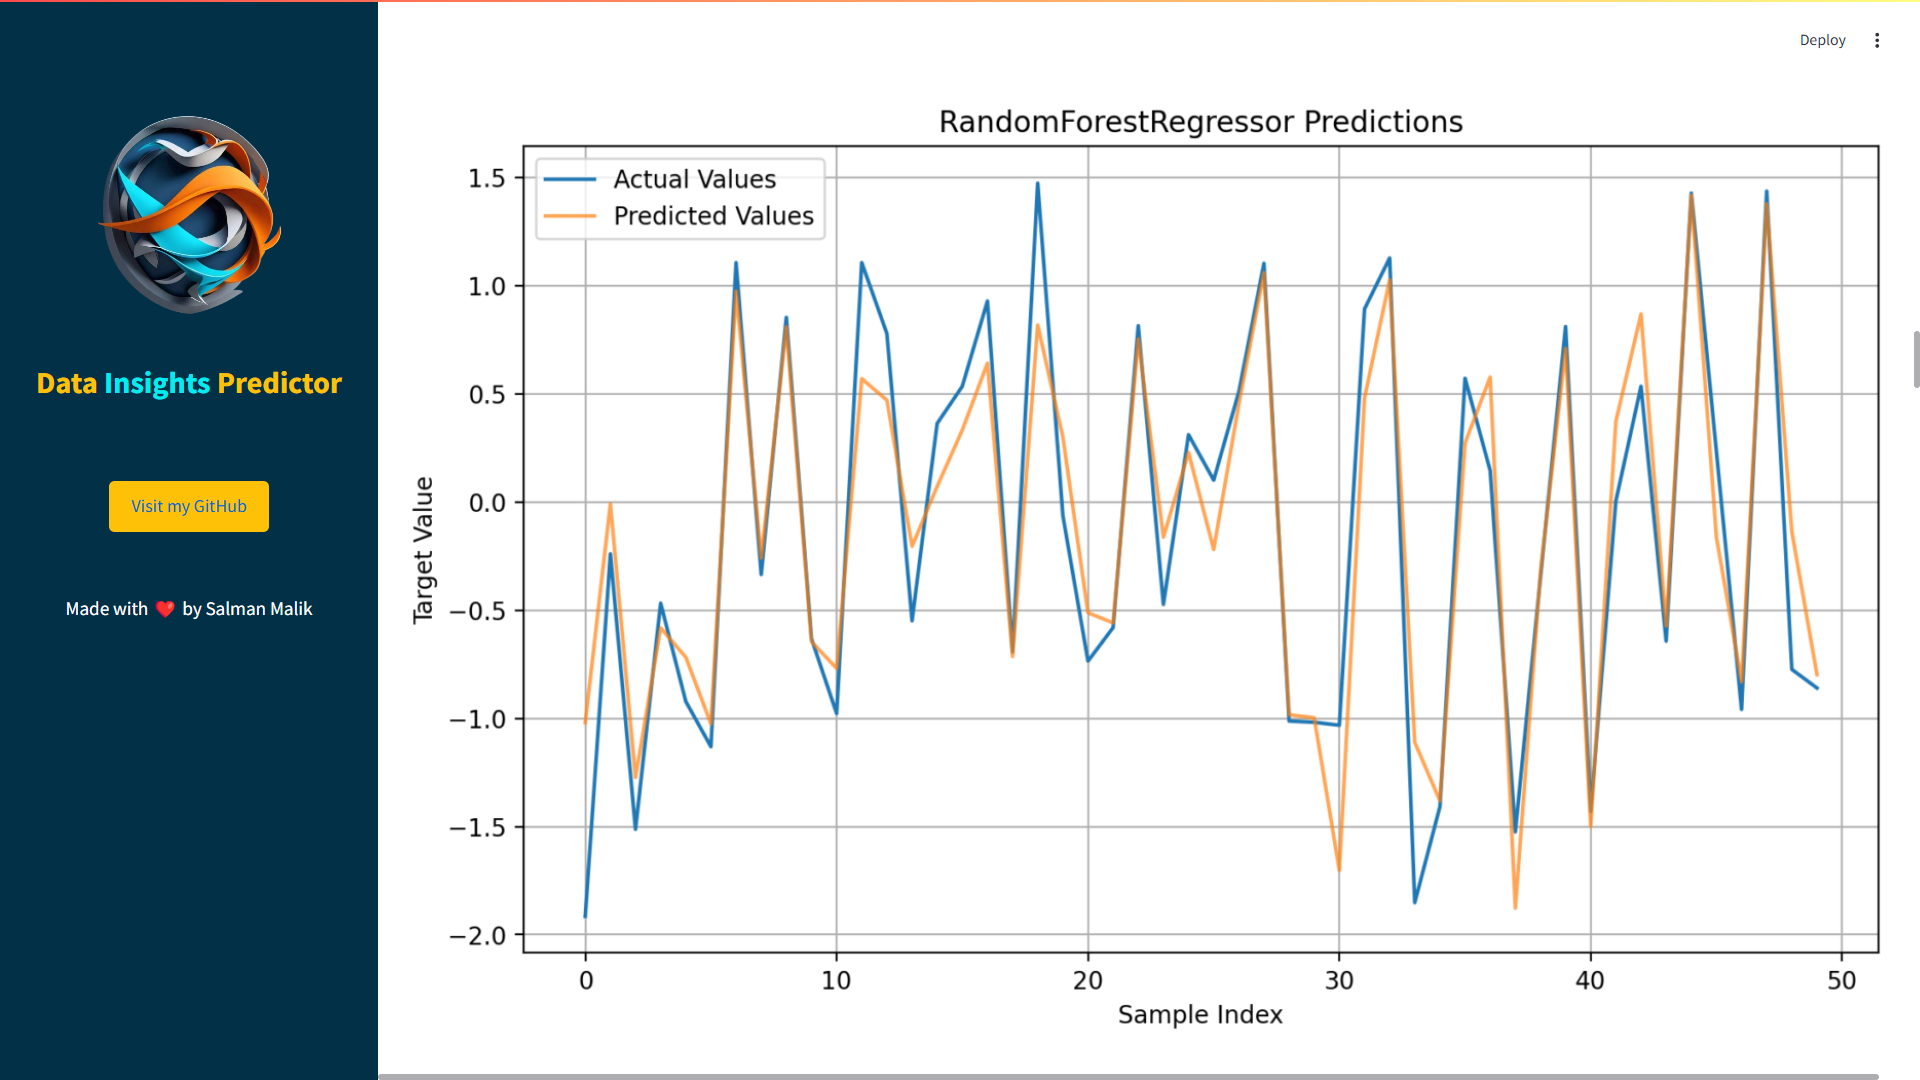 Deploy
Data Insights Predictor
Visit my GitHub
Made with ❤️ by Salman Malik
RandomForestRegressor Predictions
Actual Values
Predicted Values
Target Value
1.5
1.0
0.5
0.0
−0.5
−1.0
−1.5
−2.0
0 10 20 30 40 50
Sample Index